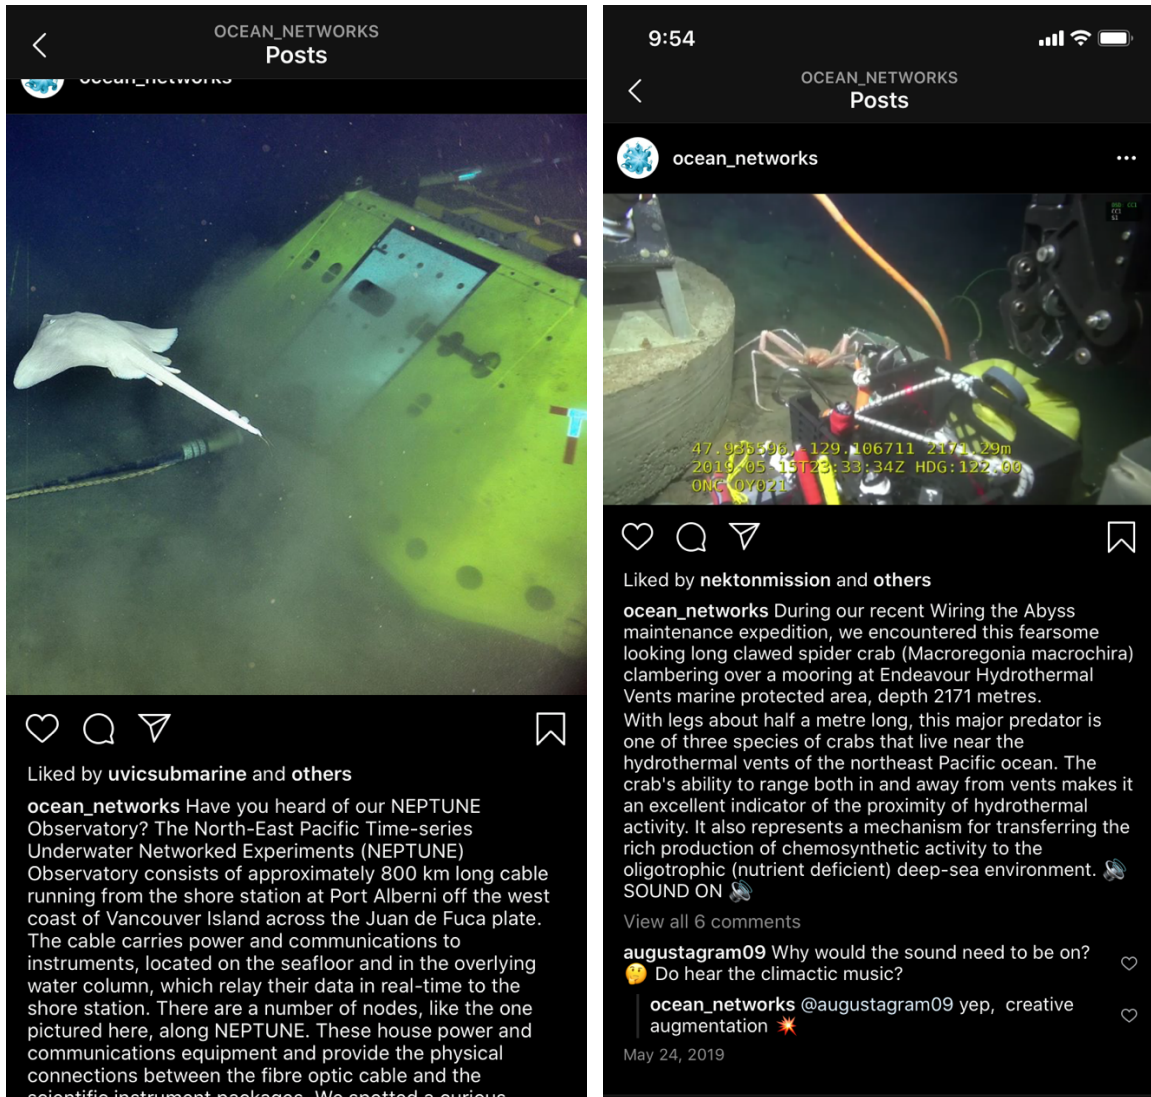 OCEAN_NETWORKS
Posts
ocean_networks
Liked by uvicsubmarine and others
ocean_networks Have you heard of our NEPTUNE
Observatory? The North-East Pacific Time-series
Underwater Networked Experiments (NEPTUNE)
Observatory consists of approximately 800 km long cable
running from the shore station at Port Alberni off the west
coast of Vancouver Island across the Juan de Fuca plate.
The cable carries power and communications to
instruments, located on the seafloor and in the overlying
water column, which relay their data in real-time to the
shore station. There are a number of nodes, like the one
pictured here, along NEPTUNE. These house power and
communications equipment and provide the physical
connections between the fibre optic cable and the
scientific instrument packages. We spotted a curious
9:54
OCEAN_NETWORKS
Posts
ocean_networks
47.935596, 129.106711 2171.29m
2019-05-15T23:33:34Z HDG:122.00
ONC OY021
Liked by nektonmission and others
ocean_networks During our recent Wiring the Abyss
maintenance expedition, we encountered this fearsome
looking long clawed spider crab (Macroregonia macrochira)
clambering over a mooring at Endeavour Hydrothermal
Vents marine protected area, depth 2171 metres.
With legs about half a metre long, this major predator is
one of three species of crabs that live near the
hydrothermal vents of the northeast Pacific ocean. The
crab's ability to range both in and away from vents makes it
an excellent indicator of the proximity of hydrothermal
activity. It also represents a mechanism for transferring the
rich production of chemosynthetic activity to the
oligotrophic (nutrient deficient) deep-sea environment. 🔊
SOUND ON 🔊
View all 6 comments
augustagram09 Why would the sound need to be on?
🤔 Do hear the climactic music?
ocean_networks @augustagram09 yep, creative
augmentation 💥
May 24, 2019